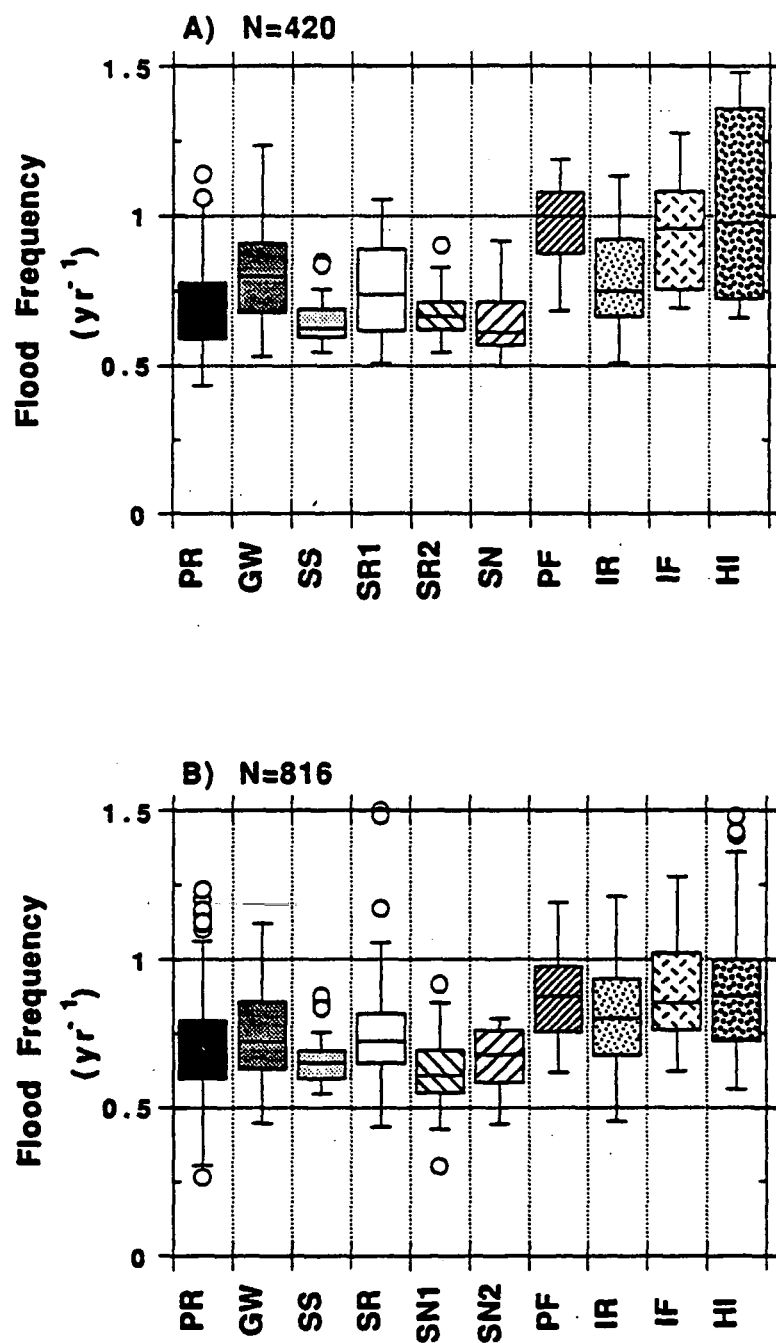 A) N=420
Flood Frequency
(yr-1)
1.5
1
0.5
0
PR
GW
SS
SR1
SR2
SN
PF
IR
IF
HI
B) N=816
Flood Frequency
(yr-1)
1.5
1
0.5
0
PR
GW
SS
SR
SN1
SN2
PF
IR
IF
HI